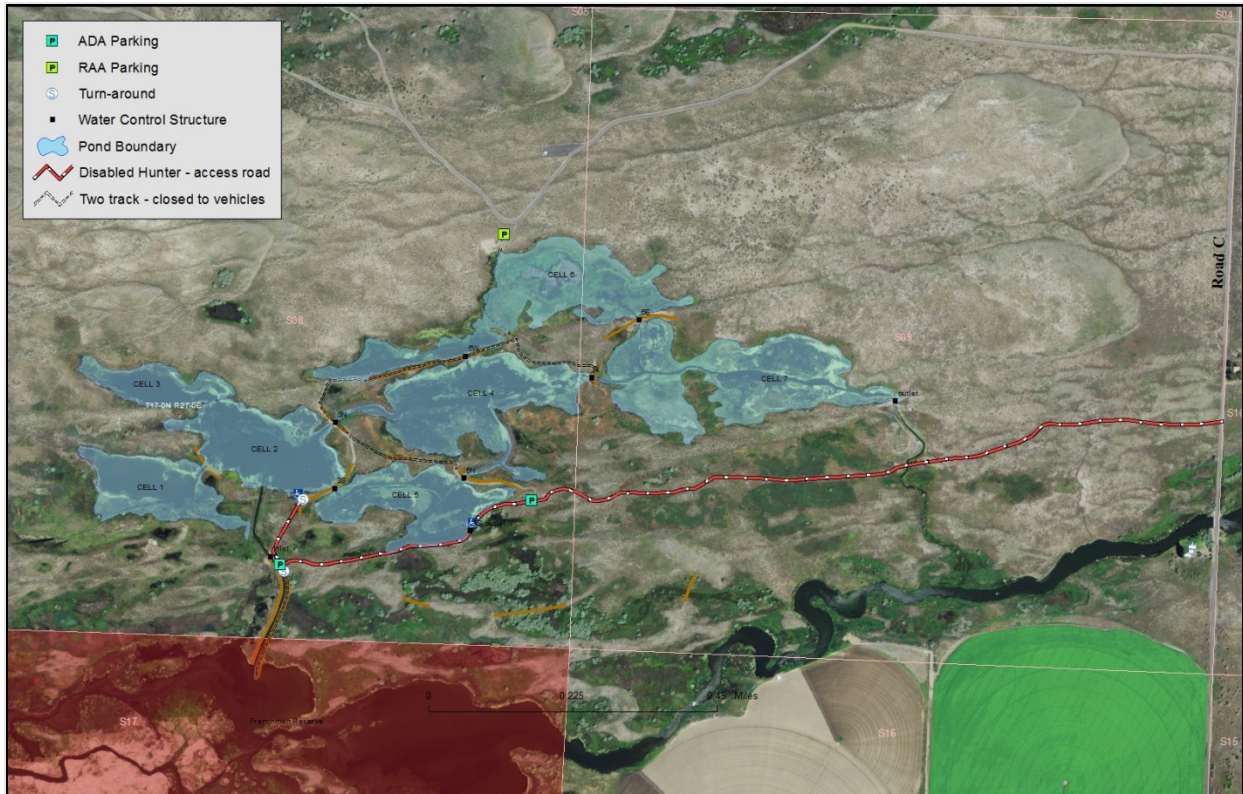 ADA Parking
RAA Parking
Turn-around
Water Control Structure
Pond Boundary
Disabled Hunter - access road
Two track - closed to vehicles
P
P
S
S05
S04
Road C
P
CELL 6
S08
S09
CELL 3
CELL 4
CELL 7
outlet
T17-0N R27-0E
S10
CELL 2
CELL 1
CELL 5
P
S
P
S
0
0.225
0.45 Miles
S17
Frenchmen Reserve
S16
S15